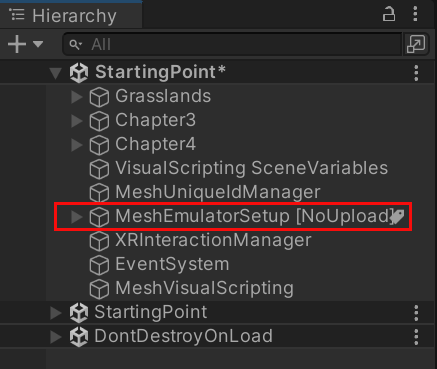 Hierarchy
All
StartingPoint*
Grasslands
Chapter3
Chapter4
VisualScripting SceneVariables
MeshUniqueIdManager
MeshEmulatorSetup [NoUpload]
XRInteractionManager
EventSystem
MeshVisualScripting
StartingPoint
DontDestroyOnLoad